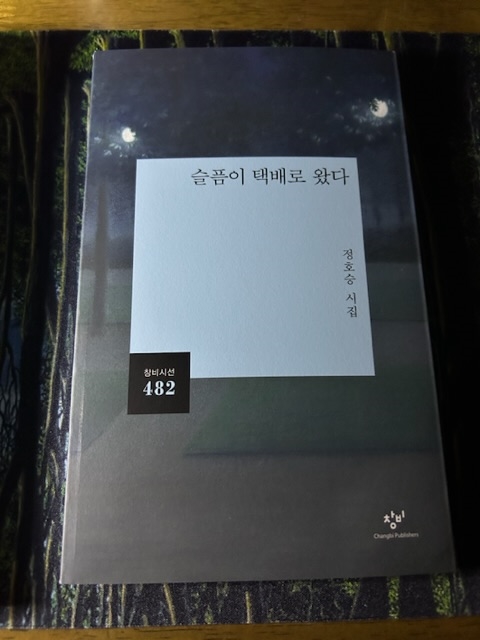 슬픔이 택배로 왔다
정호승 시집
창비시선
482
창비
Changbi Publishers